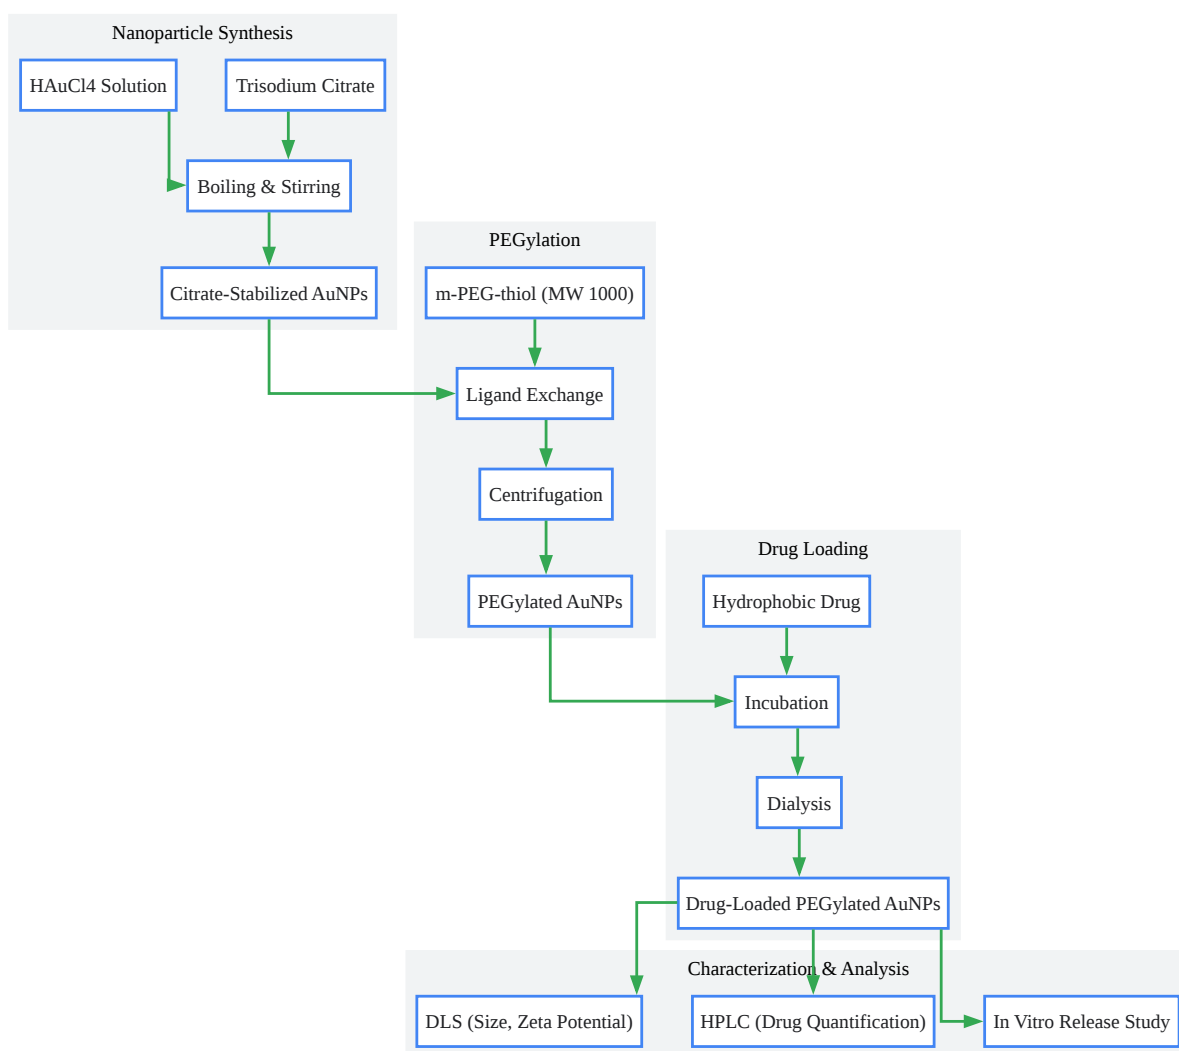 Nanoparticle Synthesis
HAuCl4 Solution
Trisodium Citrate
Boiling & Stirring
Citrate-Stabilized AuNPs
PEGylation
m-PEG-thiol (MW 1000)
Ligand Exchange
Centrifugation
PEGylated AuNPs
Drug Loading
Hydrophobic Drug
Incubation
Dialysis
Drug-Loaded PEGylated AuNPs
Characterization & Analysis
DLS (Size, Zeta Potential)
HPLC (Drug Quantification)
In Vitro Release Study